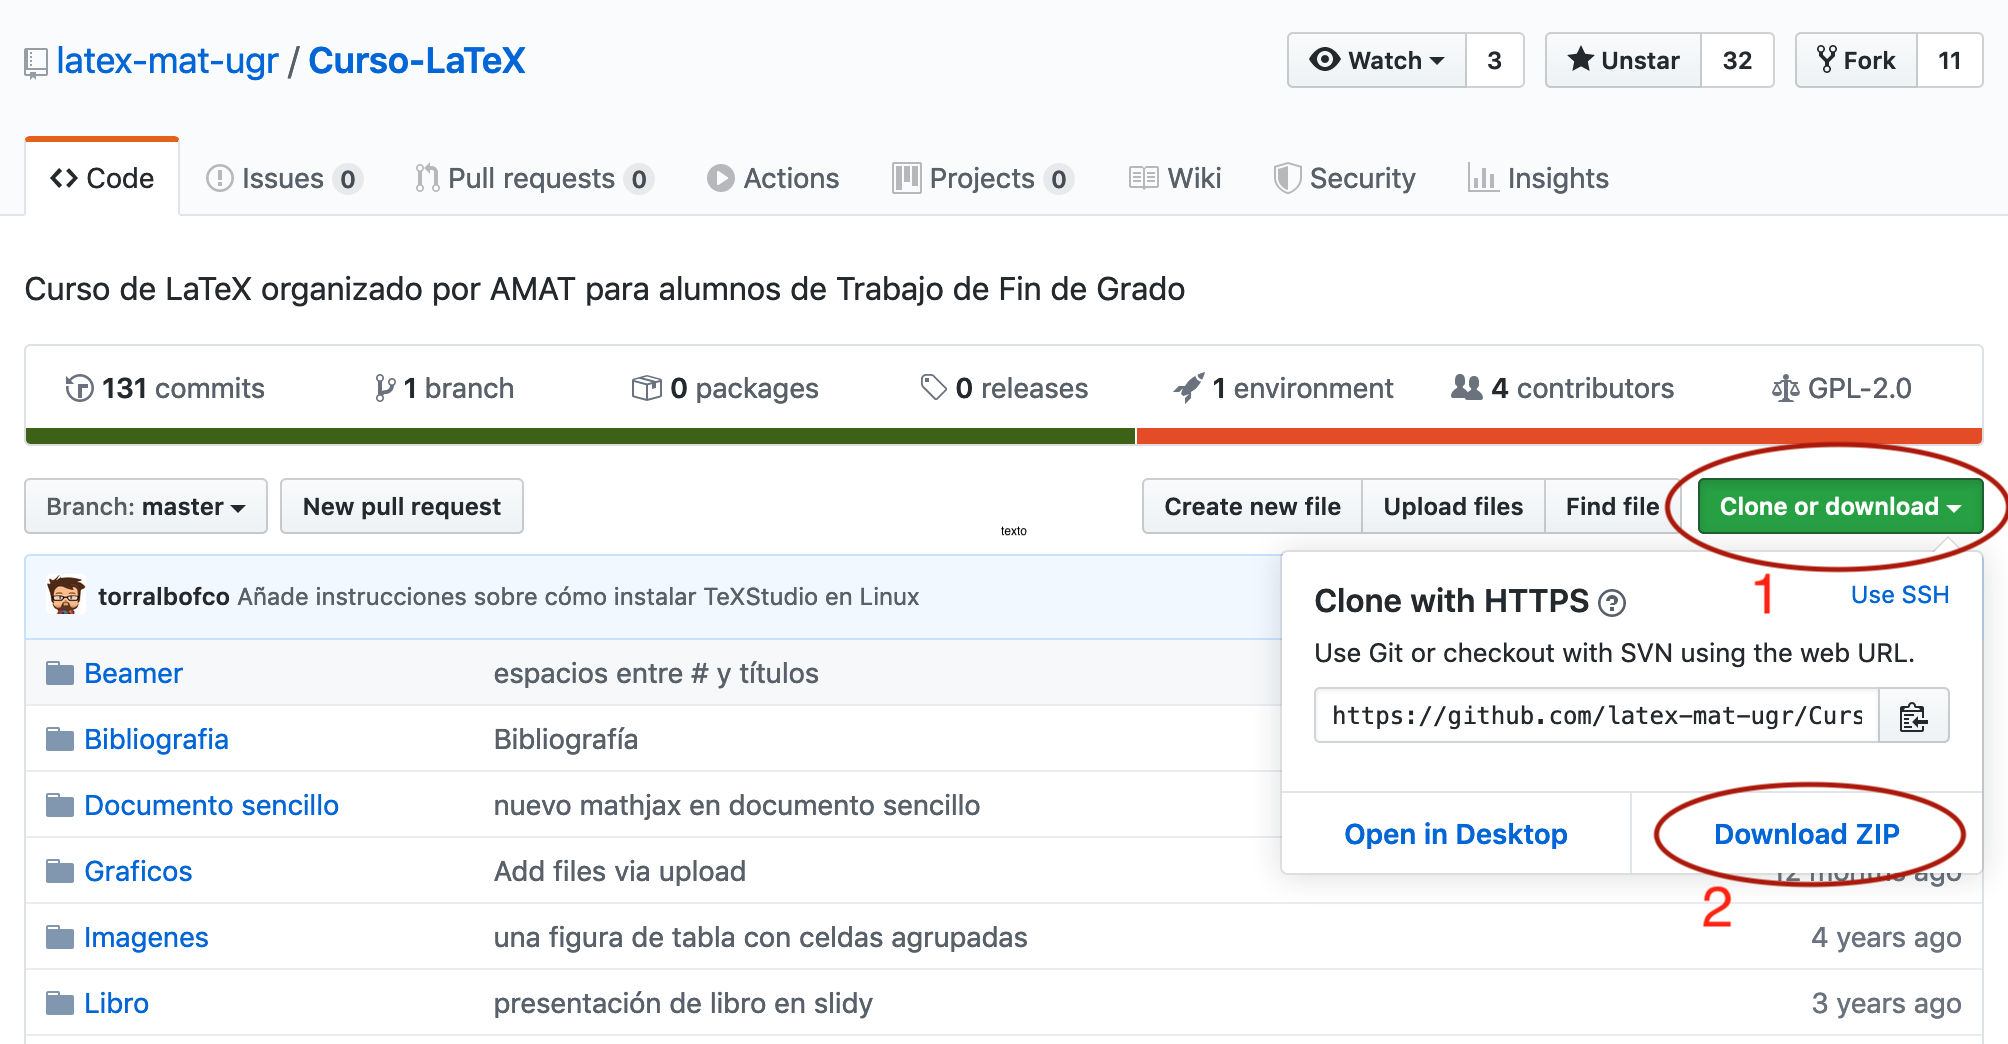 latex-mat-ugr / Curso-LaTeX
Watch 3
Unstar 32
Fork 11
Code
Issues 0
Pull requests 0
Actions
Projects 0
Wiki
Security
Insights
Curso de LaTeX organizado por AMAT para alumnos de Trabajo de Fin de Grado
131 commits
1 branch
0 packages
0 releases
1 environment
4 contributors
GPL-2.0
Branch: master
New pull request
texto
Create new file
Upload files
Find file
Clone or download
1
torralbofco Añade instrucciones sobre cómo instalar TeXStudio en Linux
Clone with HTTPS
Use SSH
Use Git or checkout with SVN using the web URL.
https://github.com/latex-mat-ugr/Curs
Open in Desktop
Download ZIP
2
Beamer espacios entre # y títulos
Bibliografia Bibliografía
Documento sencillo nuevo mathjax en documento sencillo
Graficos Add files via upload 12 months ago
Imagenes una figura de tabla con celdas agrupadas 4 years ago
Libro presentación de libro en slidy 3 years ago